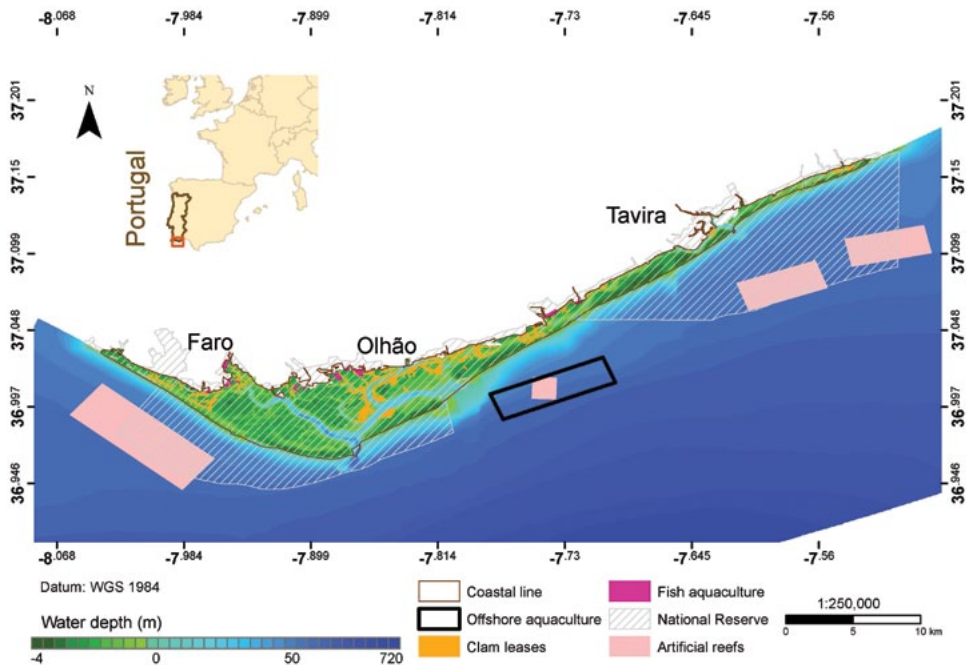 -8.068 -7.984 -7.899 -7.814 -7.73 -7.645 -7.56
N
37.201 37.201
Portugal
37.15 37.15
Tavira
37.099 37.099
37.048 37.048
Faro Olhão
36.997 36.997
36.946 36.946
-8.068 -7.984 -7.899 -7.814 -7.73 -7.645 -7.56
Datum: WGS 1984
Water depth (m)
-4 0 50 720
Coastal line
Offshore aquaculture
Clam leases
Fish aquaculture
National Reserve
Artificial reefs
1:250,000
0 5 10 km